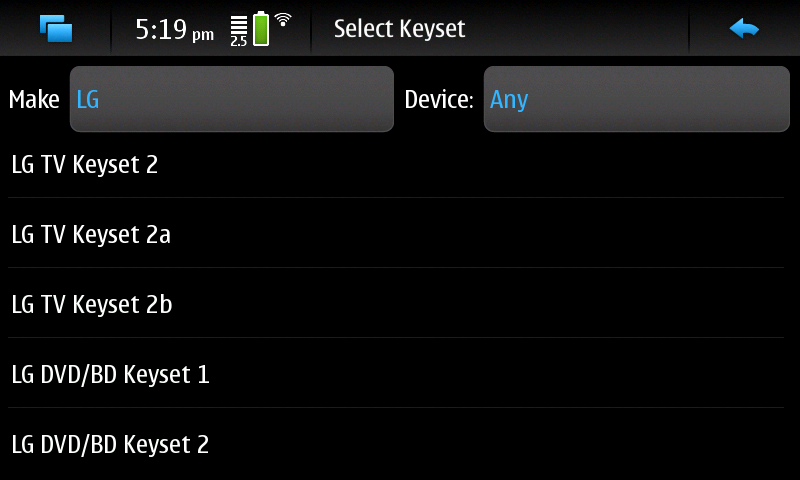 5:19 pm 2.5 Select Keyset
Make LG Device: Any
LG TV Keyset 2
LG TV Keyset 2a
LG TV Keyset 2b
LG DVD/BD Keyset 1
LG DVD/BD Keyset 2